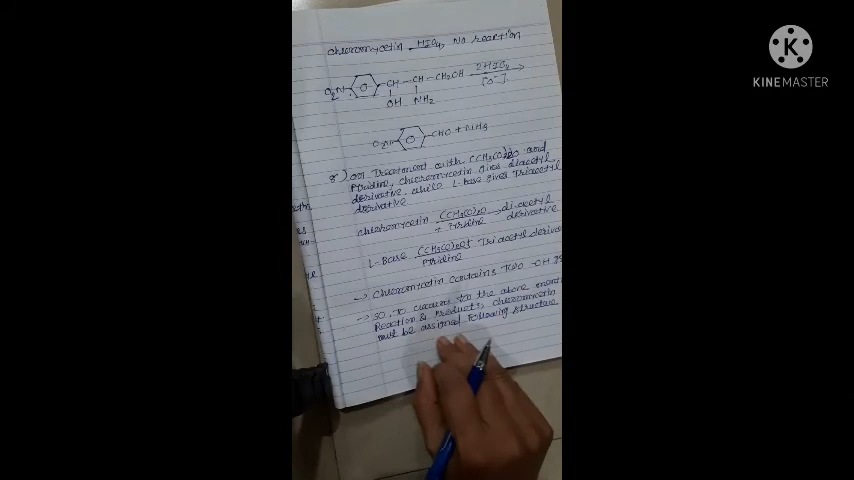 chloromycetin HIO4, No reaction
O2N CH CH CH2OH 2HIO2
OH NH2 [O]
O2N CHO + NH3
8) on Treatment with (CH3CO)2O and
Pyridine, chloromycetin gives diacetyl
derivative while L-Base gives Triacetyl
derivative
chloromycetin (CH3CO)2O di-acetyl
+ Pyridine derivative
L-Base (CH3CO)2O+ Triacetyl deriva
Pyridine
→ Chloromycetin contains Two -OH
→ so, To account for the above
Reaction & Products, chloromycetin
must be assigned Following structure
K
KINEMASTER